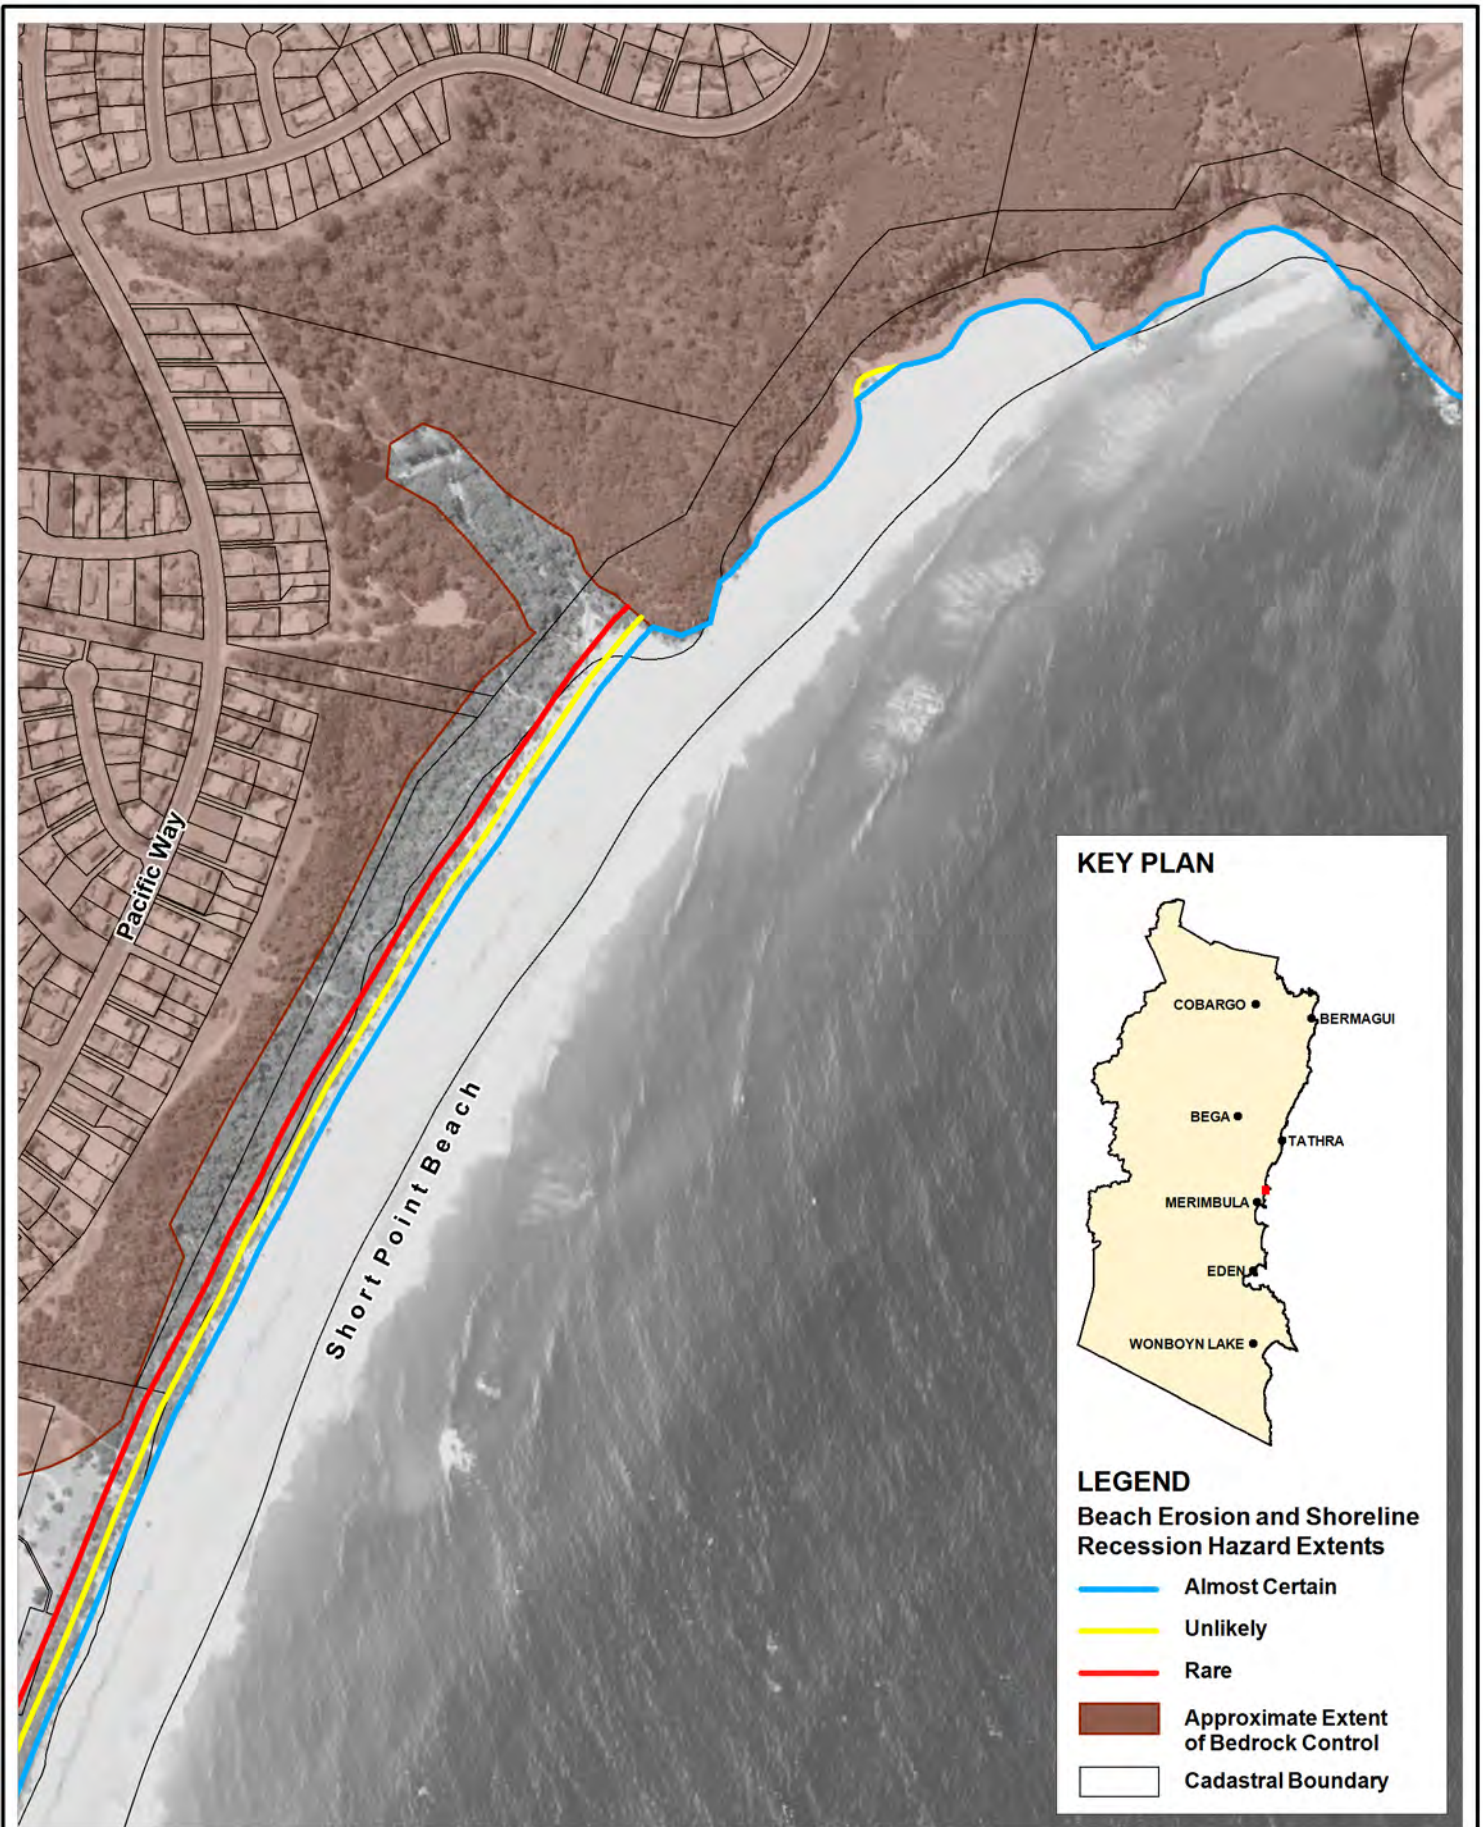 Pacific Way
Short Point Beach
KEY PLAN
COBARGO
BERMAGUI
BEGA
TATHRA
MERIMBULA
EDEN
WONBOYN LAKE
LEGEND
Beach Erosion and Shoreline
Recession Hazard Extents
Almost Certain
Unlikely
Rare
Approximate Extent
of Bedrock Control
Cadastral Boundary